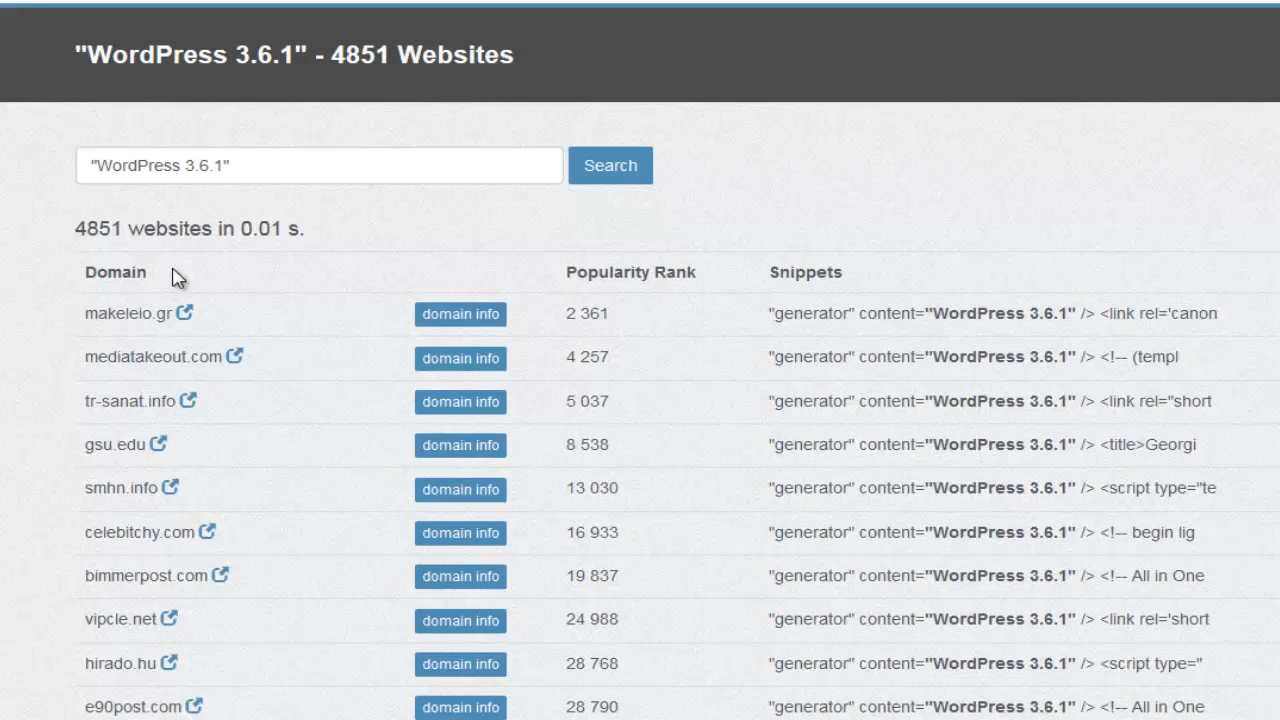 "WordPress 3.6.1" - 4851 Websites
"WordPress 3.6.1" Search
4851 websites in 0.01 s.
Domain Popularity Rank Snippets
makeleio.gr domain info 2 361 "generator" content="WordPress 3.6.1" /> <link rel='canon
mediatakeout.com domain info 4 257 "generator" content="WordPress 3.6.1" /> <!-- (templ
tr-sanat.info domain info 5 037 "generator" content="WordPress 3.6.1" /> <link rel="short
gsu.edu domain info 8 538 "generator" content="WordPress 3.6.1" /> <title>Georgi
smhn.info domain info 13 030 "generator" content="WordPress 3.6.1" /> <script type="te
celebitchy.com domain info 16 933 "generator" content="WordPress 3.6.1" /> <!-- begin lig
bimmerpost.com domain info 19 837 "generator" content="WordPress 3.6.1" /> <!-- All in One
vipcle.net domain info 24 988 "generator" content="WordPress 3.6.1" /> <link rel='short
hirado.hu domain info 28 768 "generator" content="WordPress 3.6.1" /> <script type="
e90post.com domain info 28 790 "generator" content="WordPress 3.6.1" /> <!-- All in One